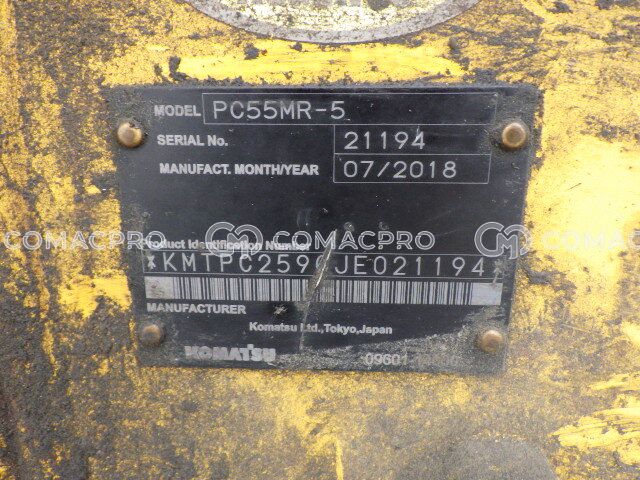 MODEL PC55MR-5
SERIAL No. 21194
MANUFACT. MONTH/YEAR 07/2018
Product Identification Number
COMACPRO COMACPRO COMACPRO
MANUFACTURER
Komatsu Ltd.,Tokyo,Japan
KOMATSU